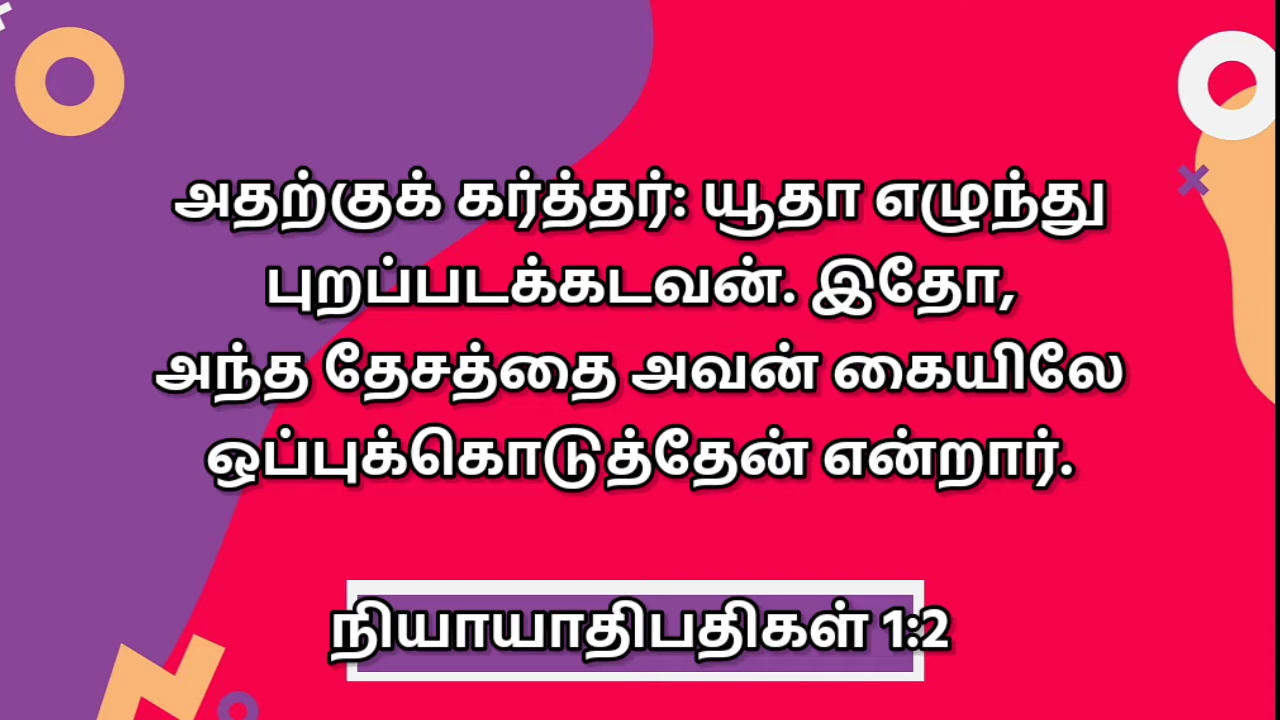 அதற்குக் கர்த்தர்: யூதா எழுந்து
புறப்படக்கடவன். இதோ,
அந்த தேசத்தை அவன் கையிலே
ஒப்புக்கொடுத்தேன் என்றார்.
நியாயாதிபதிகள் 1:2